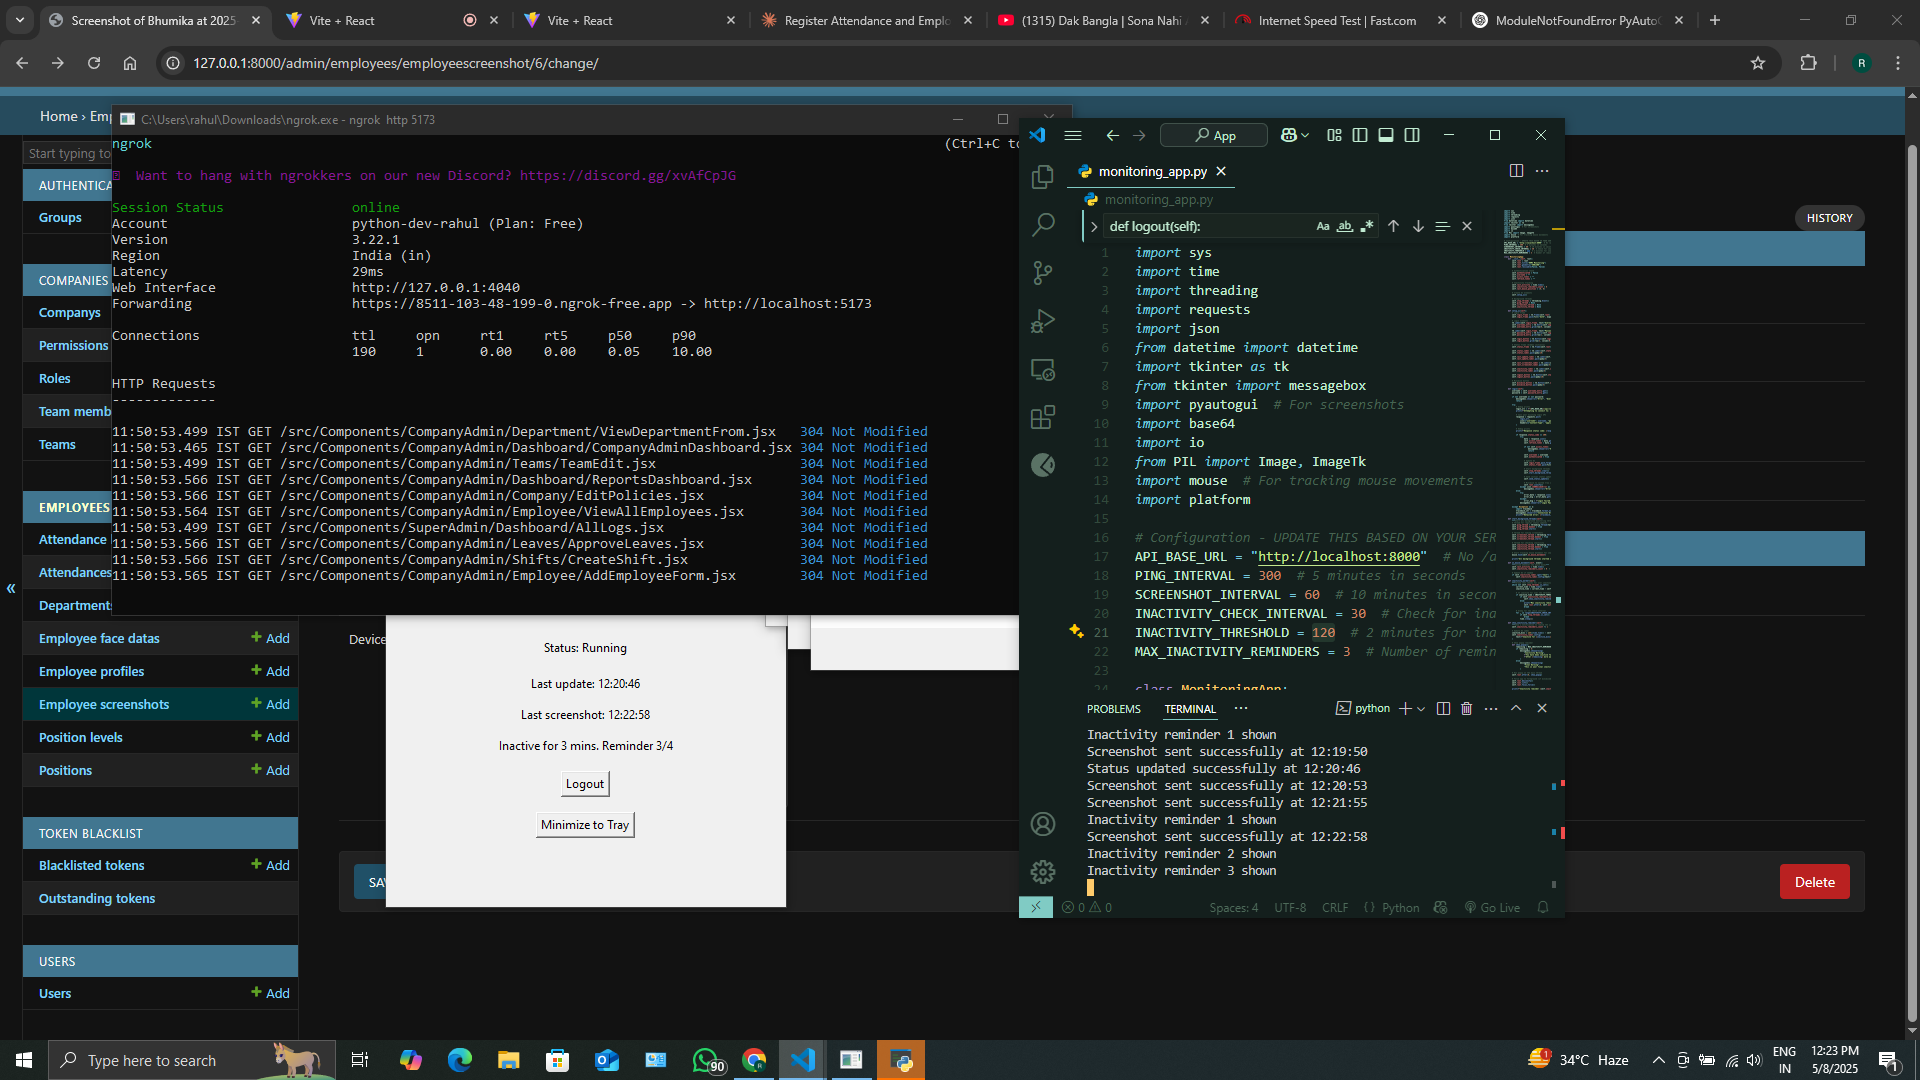 Screenshot of Bhumika at 2025
Vite + React
Vite + React
Register Attendance and Emplo
(1315) Dak Bangla | Sona Nahi
Internet Speed Test | Fast.com
ModuleNotFoundError PyAuto
127.0.0.1:8000/admin/employees/employeescreenshot/6/change/
R
Home › Emp
Start typing to
AUTHENTICA
Groups
COMPANIES
Companys
Permissions
Roles
Team memb
Teams
EMPLOYEES
Attendance
Attendances
Departments
Employee face datas
Add
Employee profiles
Add
Employee screenshots
Add
Position levels
Add
Positions
Add
TOKEN BLACKLIST
Blacklisted tokens
Add
Outstanding tokens
USERS
Users
Add
«
HISTORY
Device
SA
Delete
C:\Users\rahul\Downloads\ngrok.exe - ngrok http 5173
ngrok
(Ctrl+C to
Want to hang with ngrokkers on our new Discord? https://discord.gg/xvAfCpJG
Session Status online
Account python-dev-rahul (Plan: Free)
Version 3.22.1
Region India (in)
Latency 29ms
Web Interface http://127.0.0.1:4040
Forwarding https://8511-103-48-199-0.ngrok-free.app -> http://localhost:5173
Connections ttl opn rt1 rt5 p50 p90
190 1 0.00 0.00 0.05 10.00
HTTP Requests
-------------
11:50:53.499 IST GET /src/Components/CompanyAdmin/Department/ViewDepartmentFrom.jsx 304 Not Modified
11:50:53.465 IST GET /src/Components/CompanyAdmin/Dashboard/CompanyAdminDashboard.jsx 304 Not Modified
11:50:53.499 IST GET /src/Components/CompanyAdmin/Teams/TeamEdit.jsx 304 Not Modified
11:50:53.566 IST GET /src/Components/CompanyAdmin/Dashboard/ReportsDashboard.jsx 304 Not Modified
11:50:53.566 IST GET /src/Components/CompanyAdmin/Company/EditPolicies.jsx 304 Not Modified
11:50:53.564 IST GET /src/Components/CompanyAdmin/Employee/ViewAllEmployees.jsx 304 Not Modified
11:50:53.499 IST GET /src/Components/SuperAdmin/Dashboard/AllLogs.jsx 304 Not Modified
11:50:53.566 IST GET /src/Components/CompanyAdmin/Leaves/ApproveLeaves.jsx 304 Not Modified
11:50:53.566 IST GET /src/Components/CompanyAdmin/Shifts/CreateShift.jsx 304 Not Modified
11:50:53.565 IST GET /src/Components/CompanyAdmin/Employee/AddEmployeeForm.jsx 304 Not Modified
Status: Running
Last update: 12:20:46
Last screenshot: 12:22:58
Inactive for 3 mins. Reminder 3/4
Logout
Minimize to Tray
App
monitoring_app.py
monitoring_app.py
def logout(self):
Aa ab .*
1 import sys
2 import time
3 import threading
4 import requests
5 import json
6 from datetime import datetime
7 import tkinter as tk
8 from tkinter import messagebox
9 import pyautogui # For screenshots
10 import base64
11 import io
12 from PIL import Image, ImageTk
13 import mouse # For tracking mouse movements
14 import platform
15
16 # Configuration - UPDATE THIS BASED ON YOUR SER
17 API_BASE_URL = "http://localhost:8000" # No /a
18 PING_INTERVAL = 300 # 5 minutes in seconds
19 SCREENSHOT_INTERVAL = 60 # 10 minutes in secon
20 INACTIVITY_CHECK_INTERVAL = 30 # Check for ina
21 INACTIVITY_THRESHOLD = 120 # 2 minutes for ina
22 MAX_INACTIVITY_REMINDERS = 3 # Number of remin
23
24 class MonitoringApp:
PROBLEMS TERMINAL ···
python
Inactivity reminder 1 shown
Screenshot sent successfully at 12:19:50
Status updated successfully at 12:20:46
Screenshot sent successfully at 12:20:53
Screenshot sent successfully at 12:21:55
Inactivity reminder 1 shown
Screenshot sent successfully at 12:22:58
Inactivity reminder 2 shown
Inactivity reminder 3 shown
0 0 Spaces: 4 UTF-8 CRLF {} Python Go Live
Type here to search
90
1
34°C Haze
ENG
IN
12:23 PM
5/8/2025
1